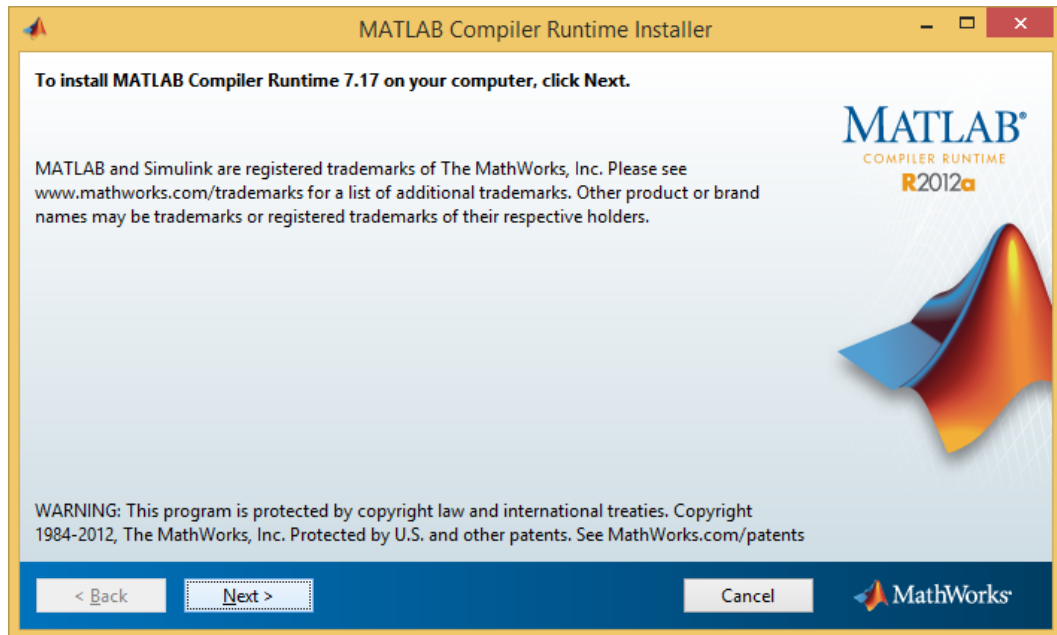 MATLAB Compiler Runtime Installer
To install MATLAB Compiler Runtime 7.17 on your computer, click Next.
MATLAB®
COMPILER RUNTIME
R2012a
MATLAB and Simulink are registered trademarks of The MathWorks, Inc. Please see
www.mathworks.com/trademarks for a list of additional trademarks. Other product or brand
names may be trademarks or registered trademarks of their respective holders.
WARNING: This program is protected by copyright law and international treaties. Copyright
1984-2012, The MathWorks, Inc. Protected by U.S. and other patents. See MathWorks.com/patents
< Back
Next >
Cancel
MathWorks®